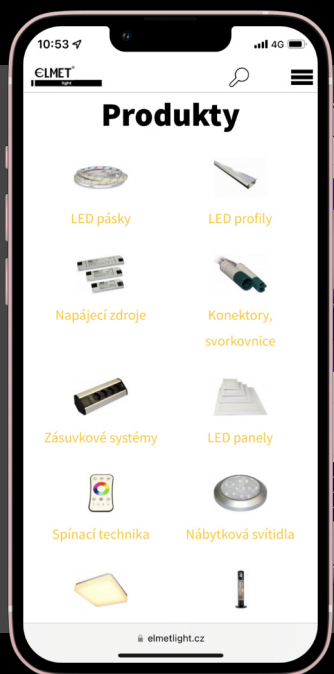 10:53
4G
ELMET®
light
Produkty
LED pásky
LED profily
Napájecí zdroje
Konektory,
svorkovnice
Zásuvkové systémy
LED panely
Spínací technika
Nábytková svítidla
elmetlight.cz